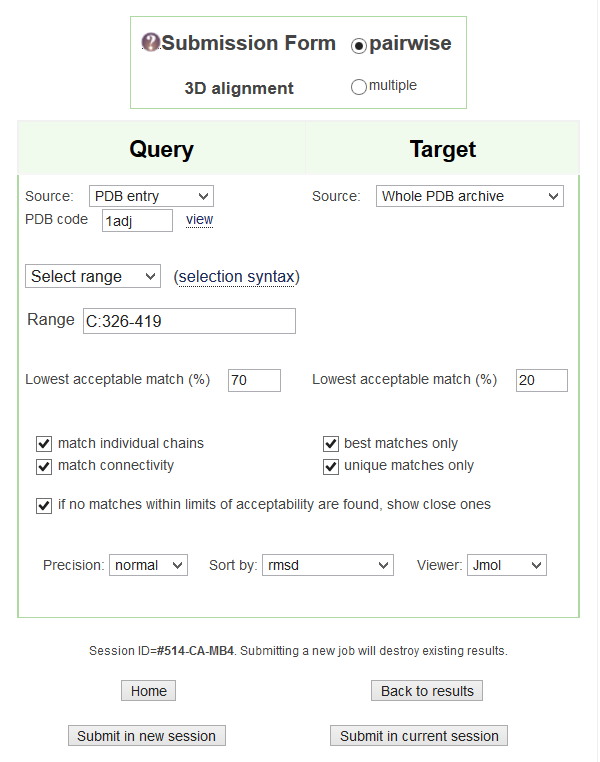 Submission Form pairwise
3D alignment multiple
Query Target
Source: PDB entry Source: Whole PDB archive
PDB code 1adj view
Select range (selection syntax)
Range C:326-419
Lowest acceptable match (%) 70 Lowest acceptable match (%) 20
match individual chains best matches only
match connectivity unique matches only
if no matches within limits of acceptability are found, show close ones
Precision: normal Sort by: rmsd Viewer: Jmol
Session ID=#514-CA-MB4. Submitting a new job will destroy existing results.
Home Back to results
Submit in new session Submit in current session